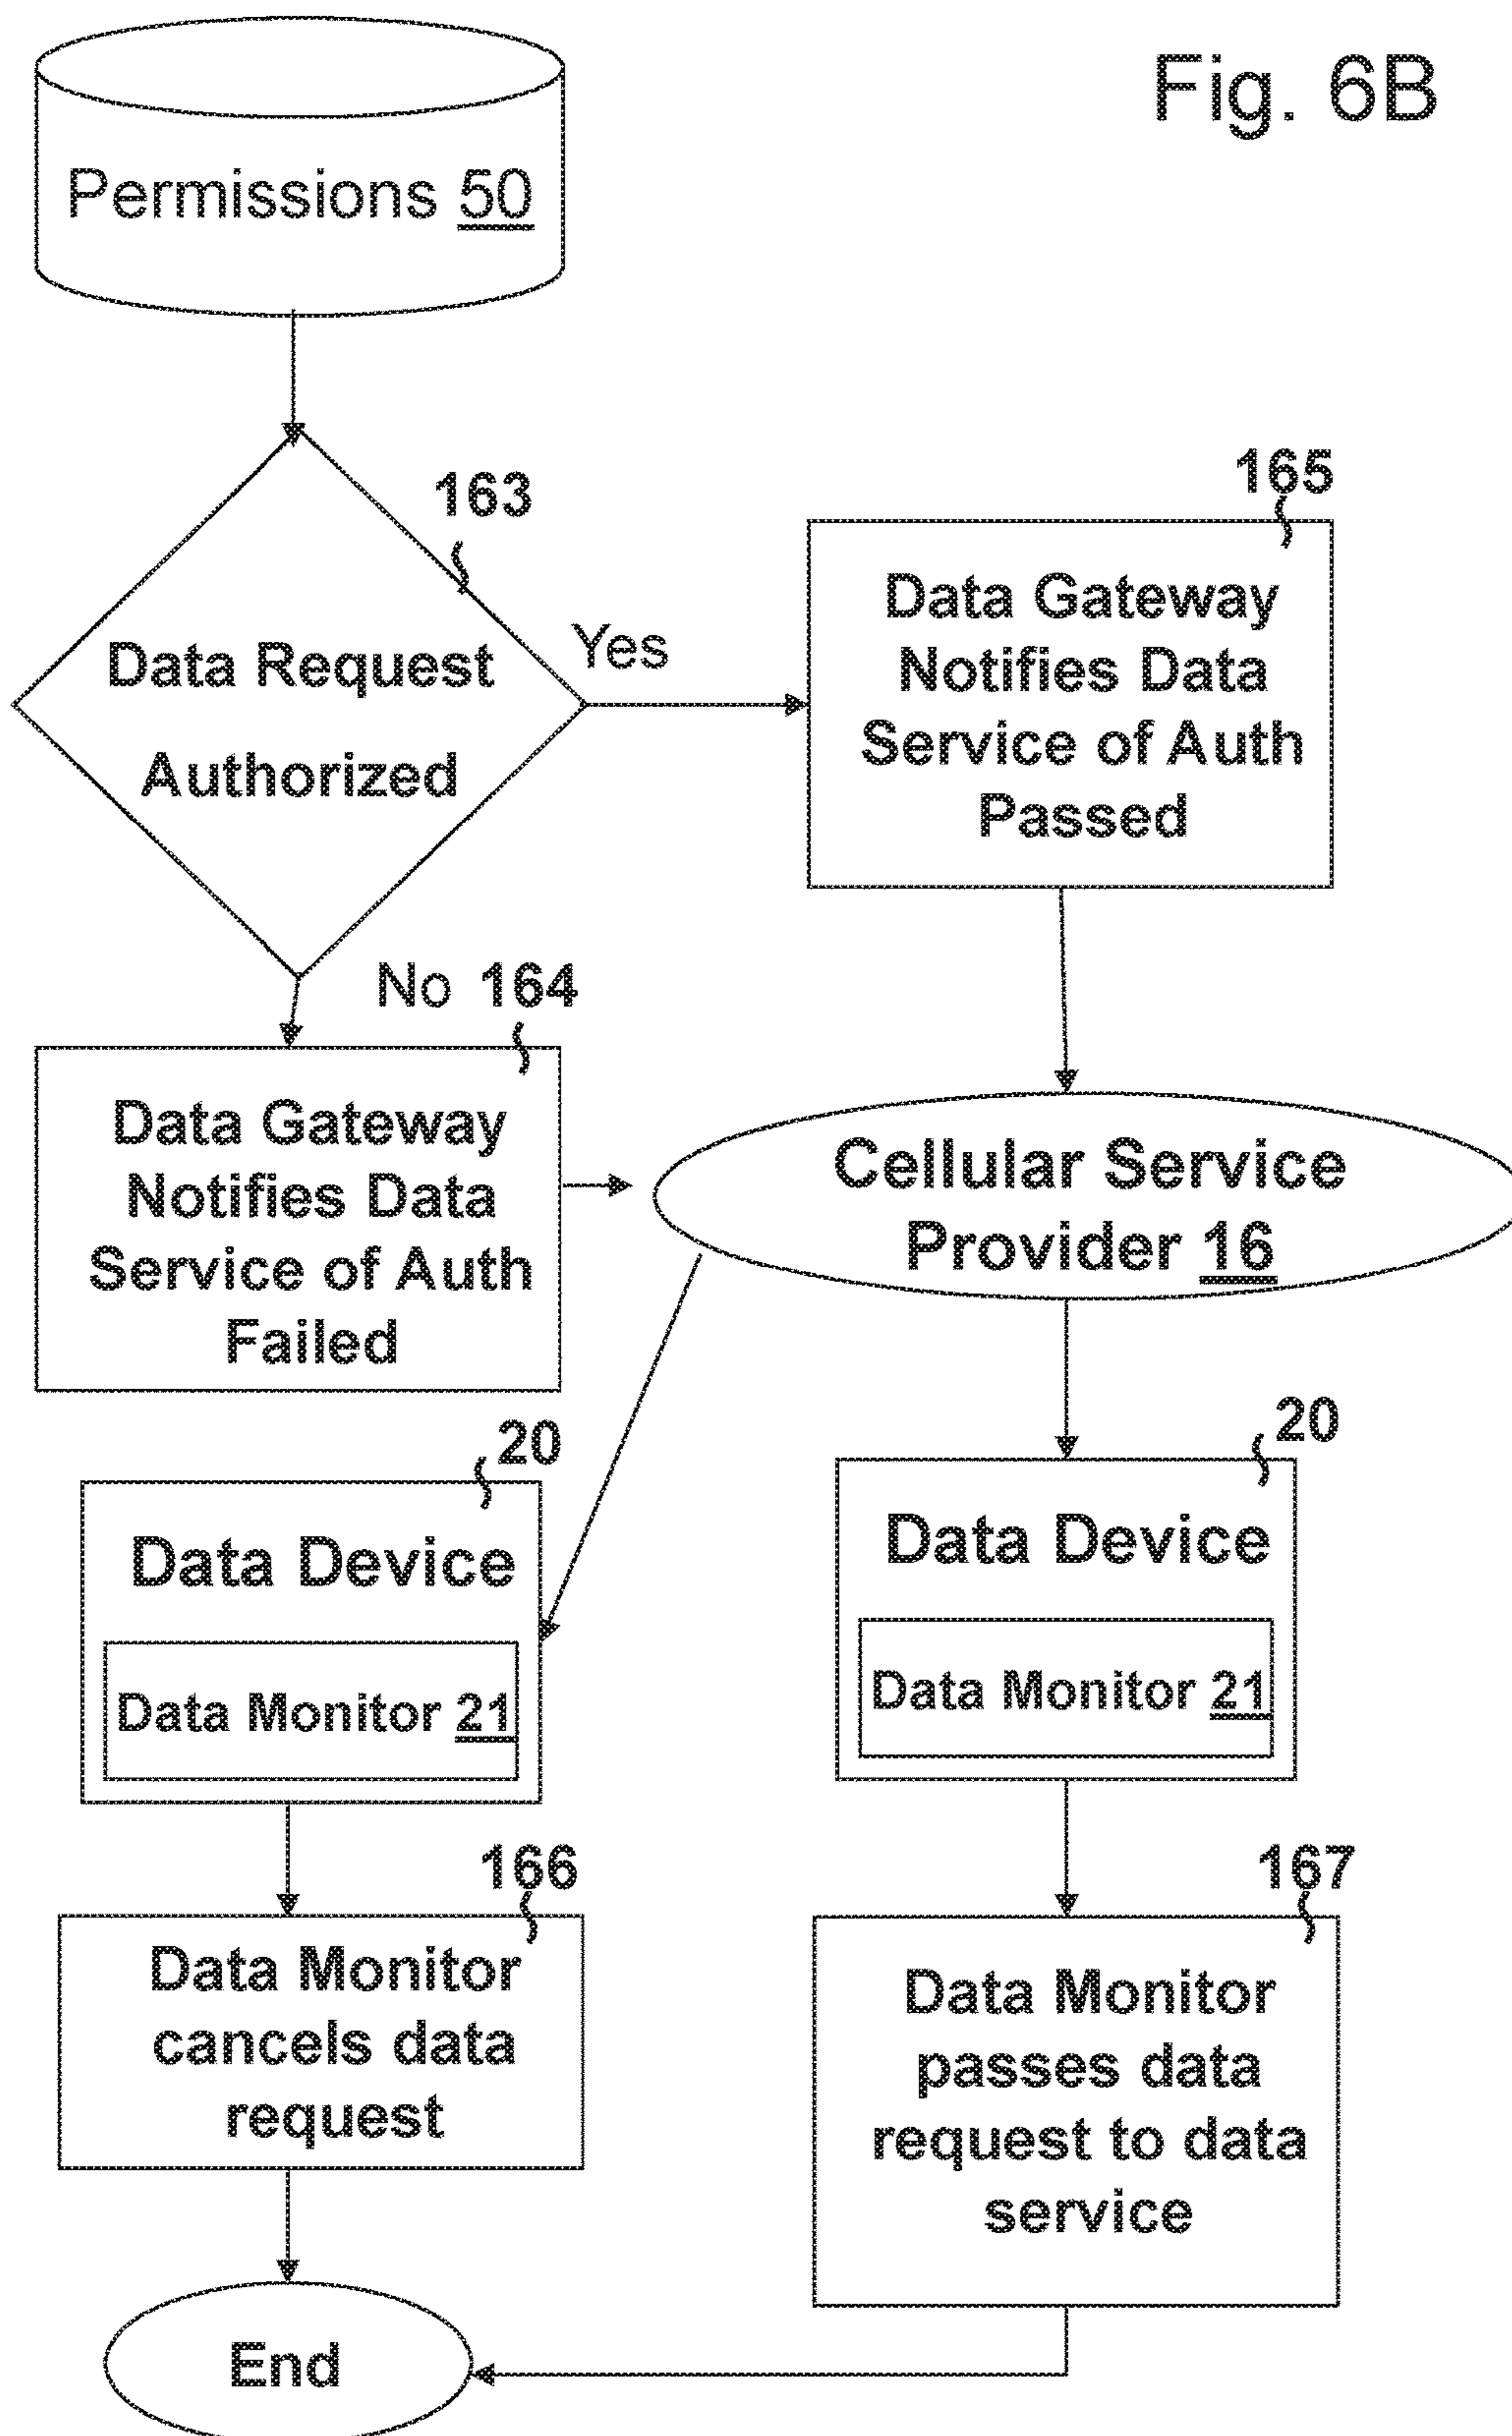 Fig. 6B
Permissions 50
163
Data Request
Authorized
Yes
165
Data Gateway
Notifies Data
Service of Auth
Passed
No 164
Data Gateway
Notifies Data
Service of Auth
Failed
Cellular Service
Provider 16
20
Data Device
Data Monitor 21
20
Data Device
Data Monitor 21
166
Data Monitor
cancels data
request
167
Data Monitor
passes data
request to data
service
End